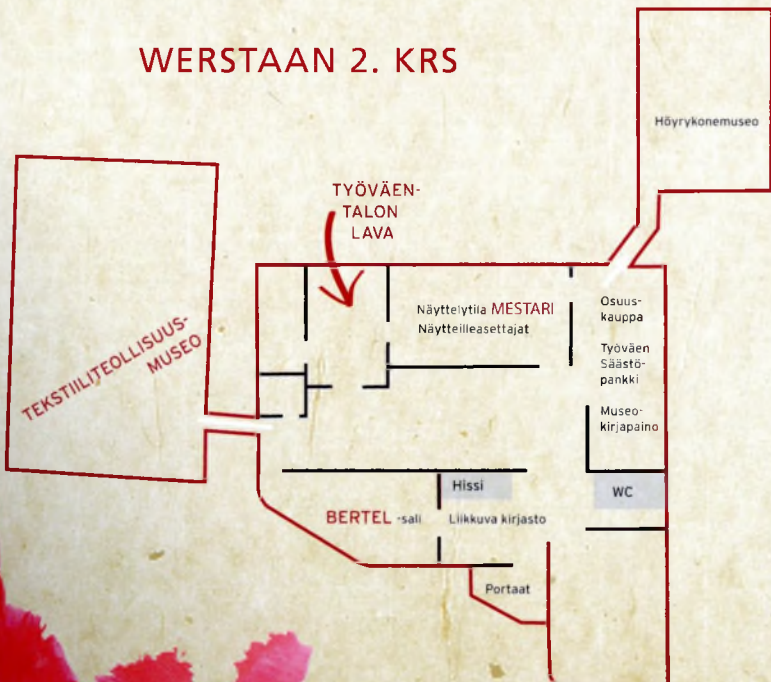 WERSTAAN 2. KRS
Höyrykonemuseo
TYÖVÄEN-
TALON
LAVA
TEKSTIILITEOLLISUUS-
MUSEO
Näyttelytila MESTARI
Näytteilleasettajat
Osuus-
kauppa
Työväen
Säästö-
pankki
Museo-
kirjapaino
Hissi
WC
BERTEL -sali
Liikkuva kirjasto
Portaat